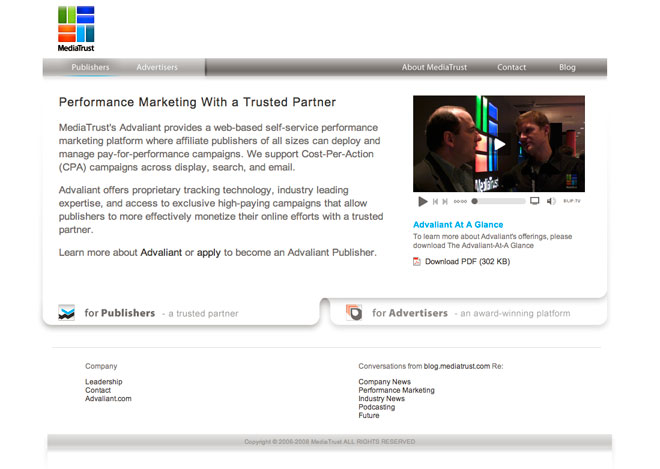 MediaTrust
Publishers
Advertisers
About MediaTrust
Contact
Blog
Performance Marketing With a Trusted Partner
MediaTrust's Advaliant provides a web-based self-service performance
marketing platform where affiliate publishers of all sizes can deploy and
manage pay-for-performance campaigns. We support Cost-Per-Action
(CPA) campaigns across display, search, and email.
Advaliant offers proprietary tracking technology, industry leading
expertise, and access to exclusive high-paying campaigns that allow
publishers to more effectively monetize their online efforts with a trusted
partner.
Learn more about Advaliant or apply to become an Advaliant Publisher.
MediaTrust
00:00
BLIP.TV
Advaliant At A Glance
To learn more about Advaliant's offerings, please
download The Advaliant-At-A Glance
Download PDF (302 KB)
for Publishers - a trusted partner
for Advertisers - an award-winning platform
Company
Leadership
Contact
Advaliant.com
Conversations from blog.mediatrust.com Re:
Company News
Performance Marketing
Industry News
Podcasting
Future
Copyright © 2006-2008 MediaTrust ALL RIGHTS RESERVED